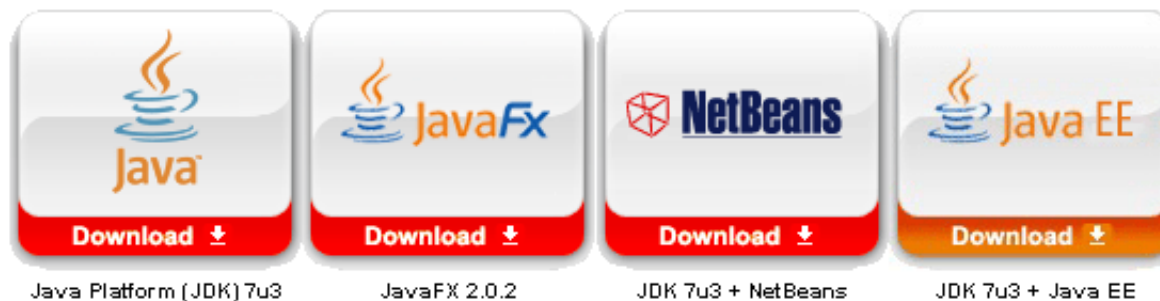 Java™
JavaFx
NetBeans
Java EE
Download
Download
Download
Download
Java Platform (JDK) 7u3
JavaFX 2.0.2
JDK 7u3 + NetBeans
JDK 7u3 + Java EE